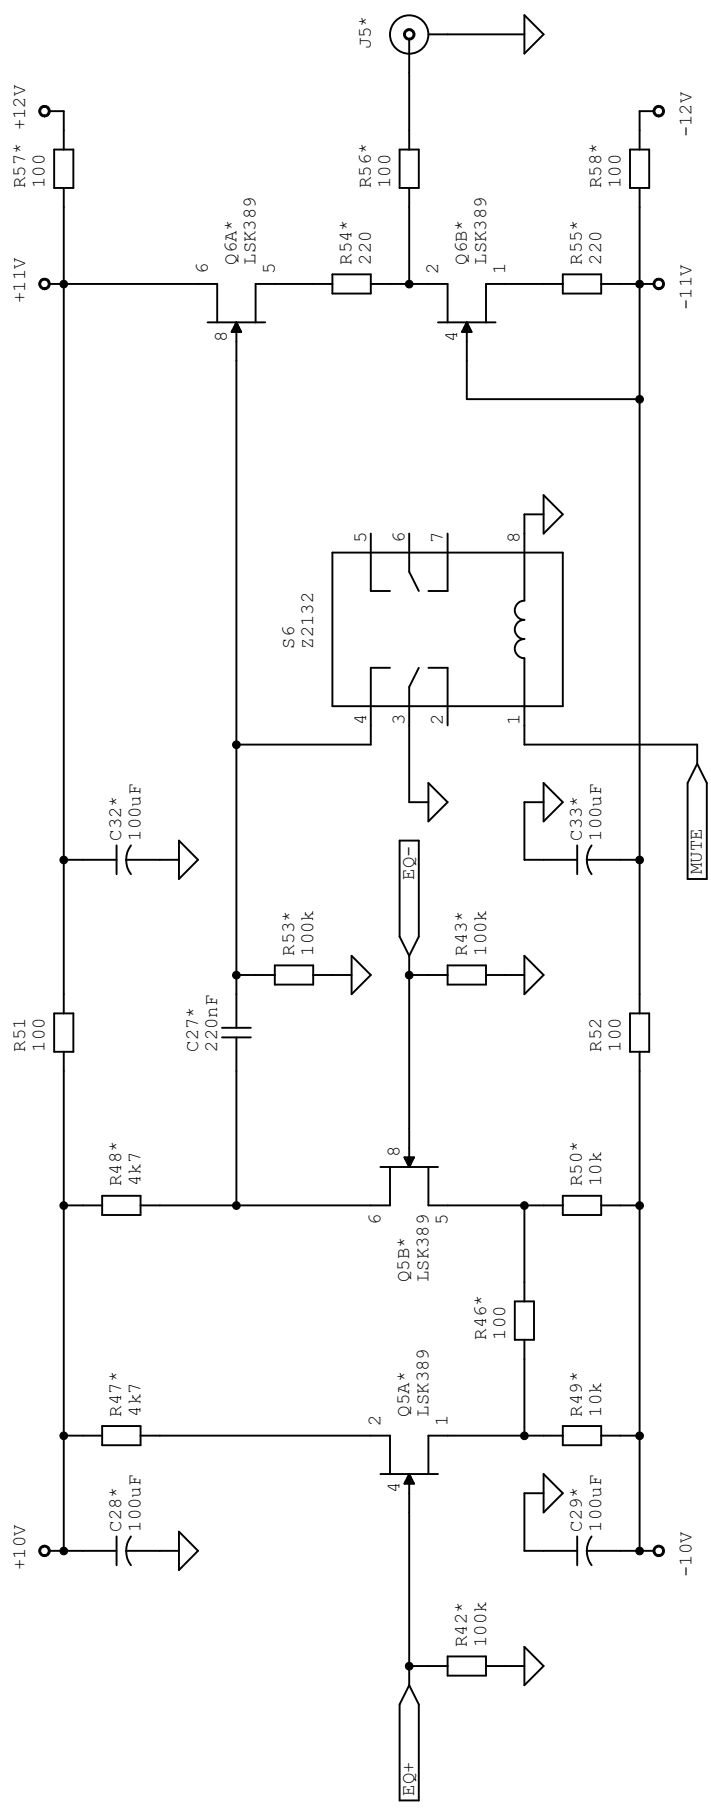 +12V
R57*
100
+11V
Q6A*
LSK389
6
5
8
R54*
220
R56*
100
J5*
Q6B*
LSK389
2
1
4
R55*
220
R58*
100
-12V
-11V
S6
Z2132
5
6
7
8
4
3
2
1
C32*
100uF
C33*
100uF
MUTE
R51
100
R53*
100k
C27*
220nF
EQ-
R43*
100k
R52
100
R48*
4k7
8
6
5
Q5B*
LSK389
R50*
10k
R46*
100
R47*
4k7
Q5A*
LSK389
2
1
4
R49*
10k
+10V
C28*
100uF
C29*
100uF
-10V
R42*
100k
EQ+